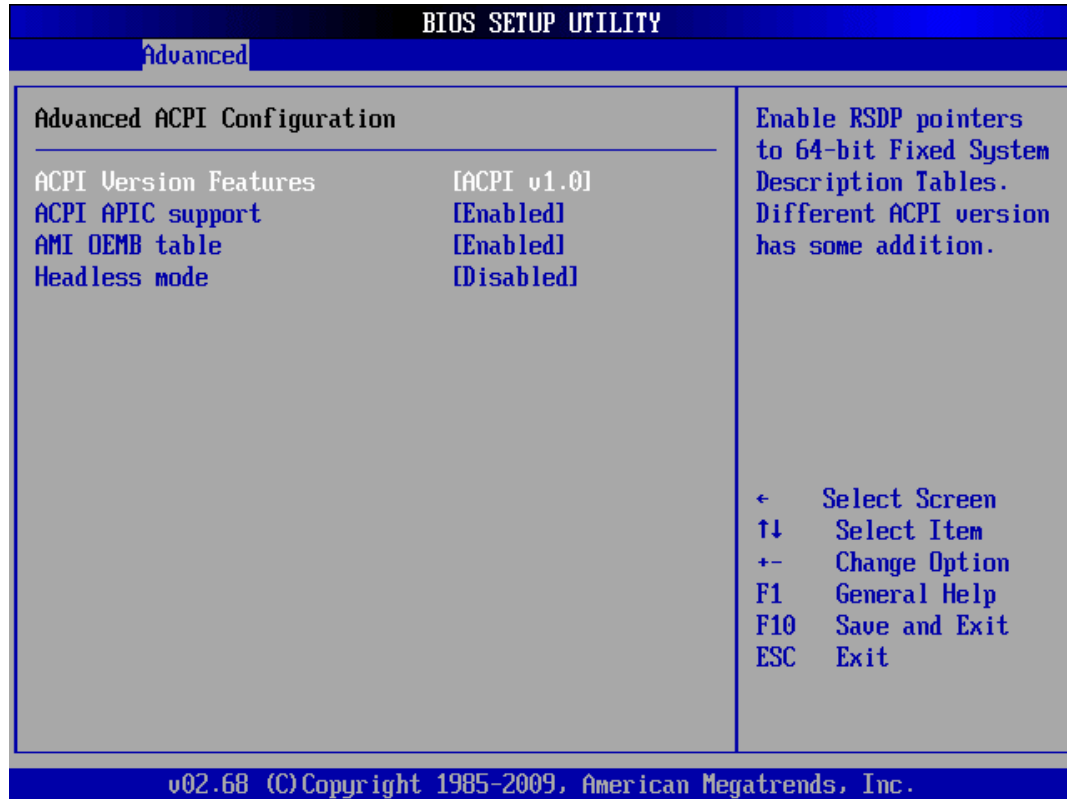 BIOS SETUP UTILITY
Advanced
Advanced ACPI Configuration
ACPI Version Features [ACPI v1.0]
ACPI APIC support [Enabled]
AMI OEMB table [Enabled]
Headless mode [Disabled]
Enable RSDP pointers
to 64-bit Fixed System
Description Tables.
Different ACPI version
has some addition.
← Select Screen
↑↓ Select Item
+- Change Option
F1 General Help
F10 Save and Exit
ESC Exit
v02.68 (C)Copyright 1985-2009, American Megatrends, Inc.